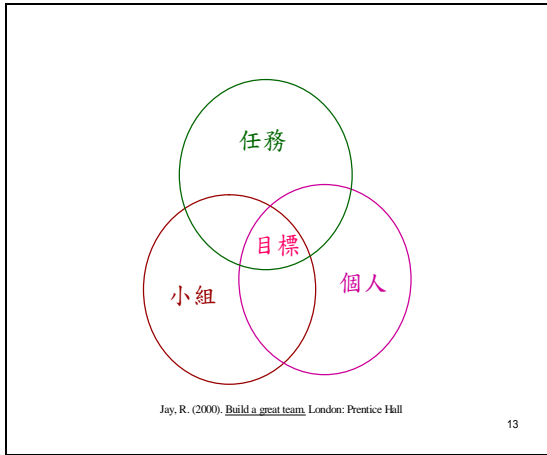 任務
目標
小組
個人
Jay, R. (2000). Build a great team. London: Prentice Hall
13